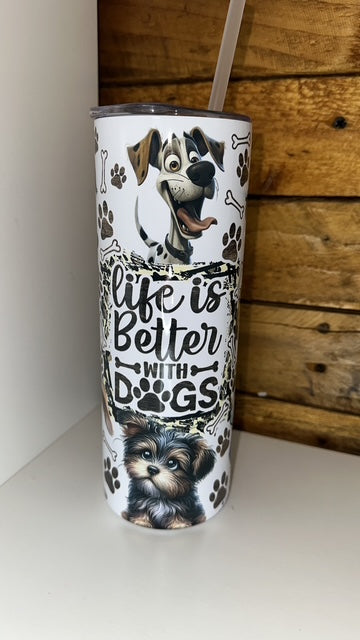 life is
Better
WITH
DOGS